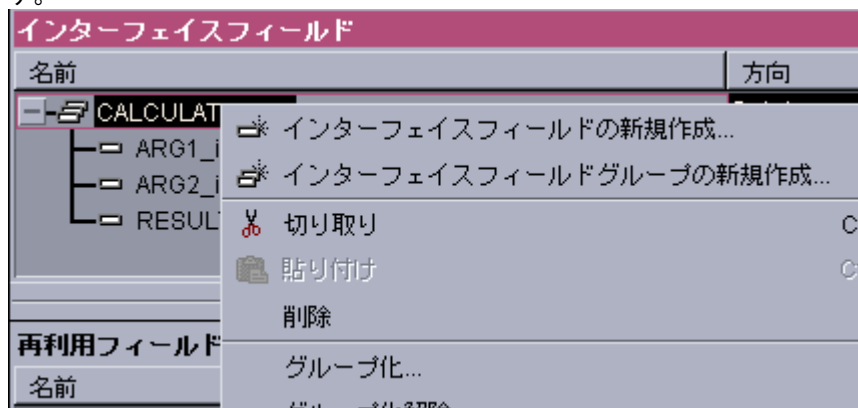 す。
インターフェイスフィールド
名前 方向
CALCULAT
ARG1_i
ARG2_i
RESUL
インターフェイスフィールドの新規作成...
インターフェイスフィールドグループの新規作成...
切り取り C
貼り付け C
削除
グループ化...
再利用フィールド
名前